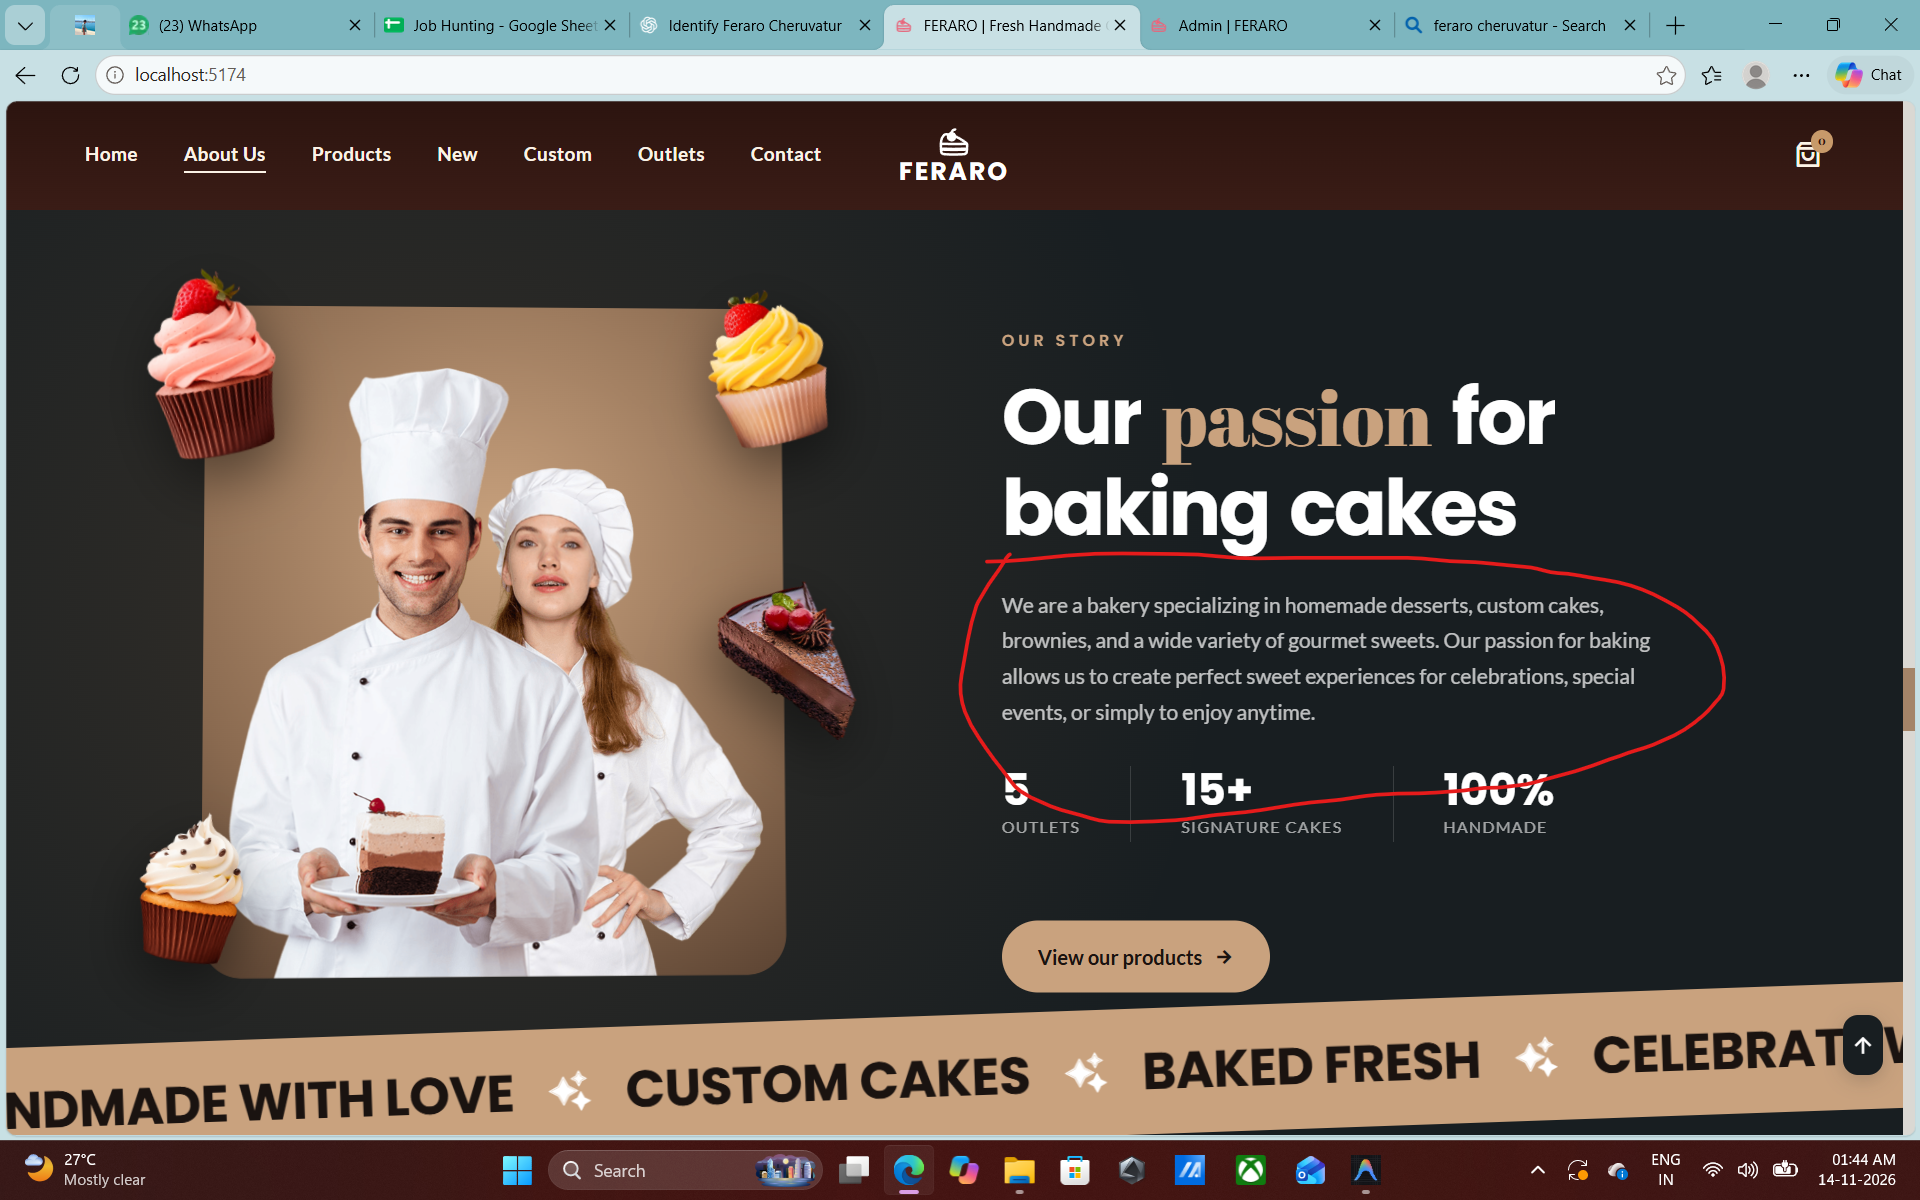 (23) WhatsApp
Job Hunting - Google Sheet
Identify Feraro Cheruvatur
FERARO | Fresh Handmade
Admin | FERARO
feraro cheruvatur - Search
localhost:5174
Chat
Home
About Us
Products
New
Custom
Outlets
Contact
FERARO
0
OUR STORY
Our passion for
baking cakes
We are a bakery specializing in homemade desserts, custom cakes,
brownies, and a wide variety of gourmet sweets. Our passion for baking
allows us to create perfect sweet experiences for celebrations, special
events, or simply to enjoy anytime.
5
OUTLETS
15+
SIGNATURE CAKES
100%
HANDMADE
View our products
NDMADE WITH LOVE
CUSTOM CAKES
BAKED FRESH
CELEBRAT
27°C
Mostly clear
Search
ENG
IN
01:44 AM
14-11-2026